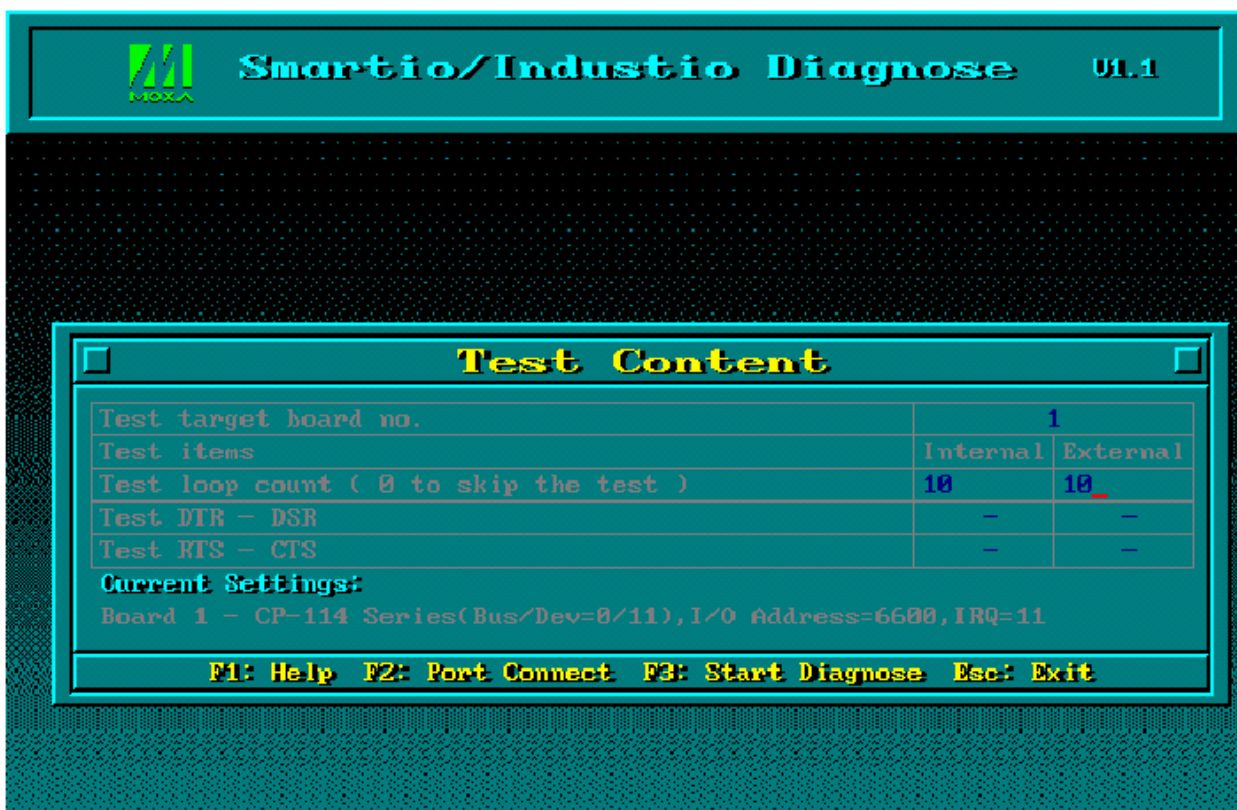 MOXA
Smartio/Industio Diagnose V1.1
Test Content
Test target board no. 1
Test items Internal External
Test loop count ( 0 to skip the test ) 10 10_
Test DTR - DSR - -
Test RTS - CTS - -
Current Settings:
Board 1 - CP-114 Series(Bus/Dev=0/11),I/O Address=6600,IRQ=11
F1: Help F2: Port Connect F3: Start Diagnose Esc: Exit